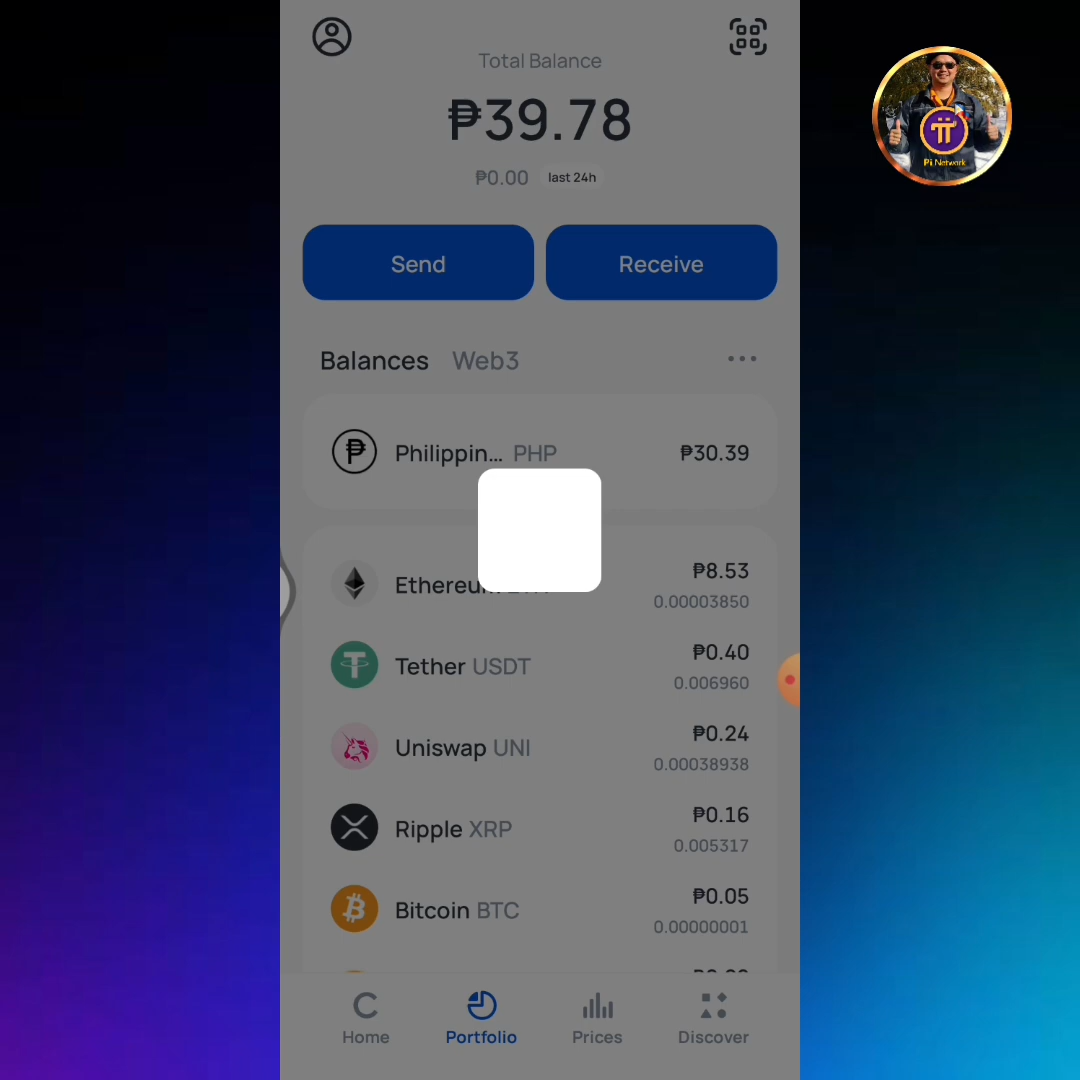 Total Balance
₱39.78
₱0.00 last 24h
Pi Network
Send Receive
Balances Web3
Philippin... PHP ₱30.39
₱8.53
0.00003850
Tether USDT ₱0.40
0.006960
Uniswap UNI ₱0.24
0.00038938
Ripple XRP ₱0.16
0.005317
Bitcoin BTC ₱0.05
0.00000001
Home Portfolio Prices Discover